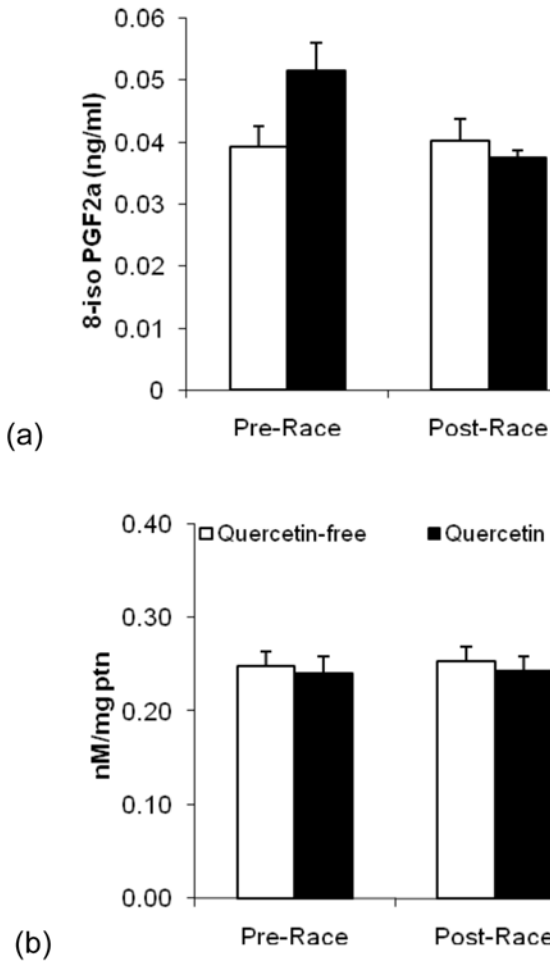 0.06
0.05
0.04
0.03
0.02
0.01
0
8-iso PGF2a (ng/ml)
Pre-Race Post-Race
(a)
0.40
0.30
0.20
0.10
0.00
nM/mg ptn
Quercetin-free Quercetin
Pre-Race Post-Race
(b)